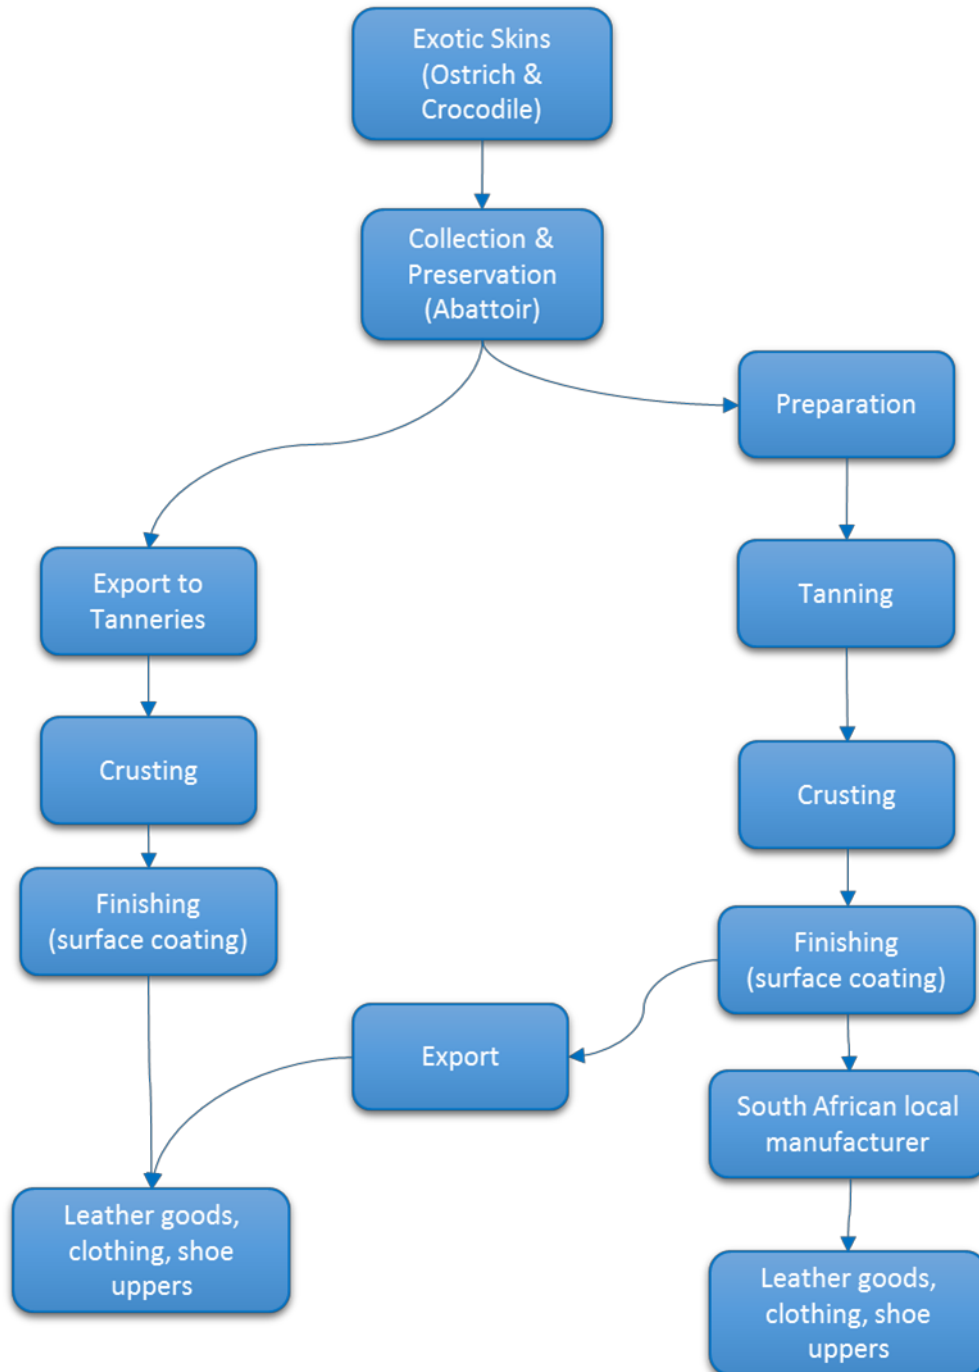 Exotic Skins
(Ostrich &
Crocodile)
Collection &
Preservation
(Abattoir)
Preparation
Export to
Tanneries
Tanning
Crusting
Crusting
Finishing
(surface coating)
Finishing
(surface coating)
Export
South African local
manufacturer
Leather goods,
clothing, shoe
uppers
Leather goods,
clothing, shoe
uppers